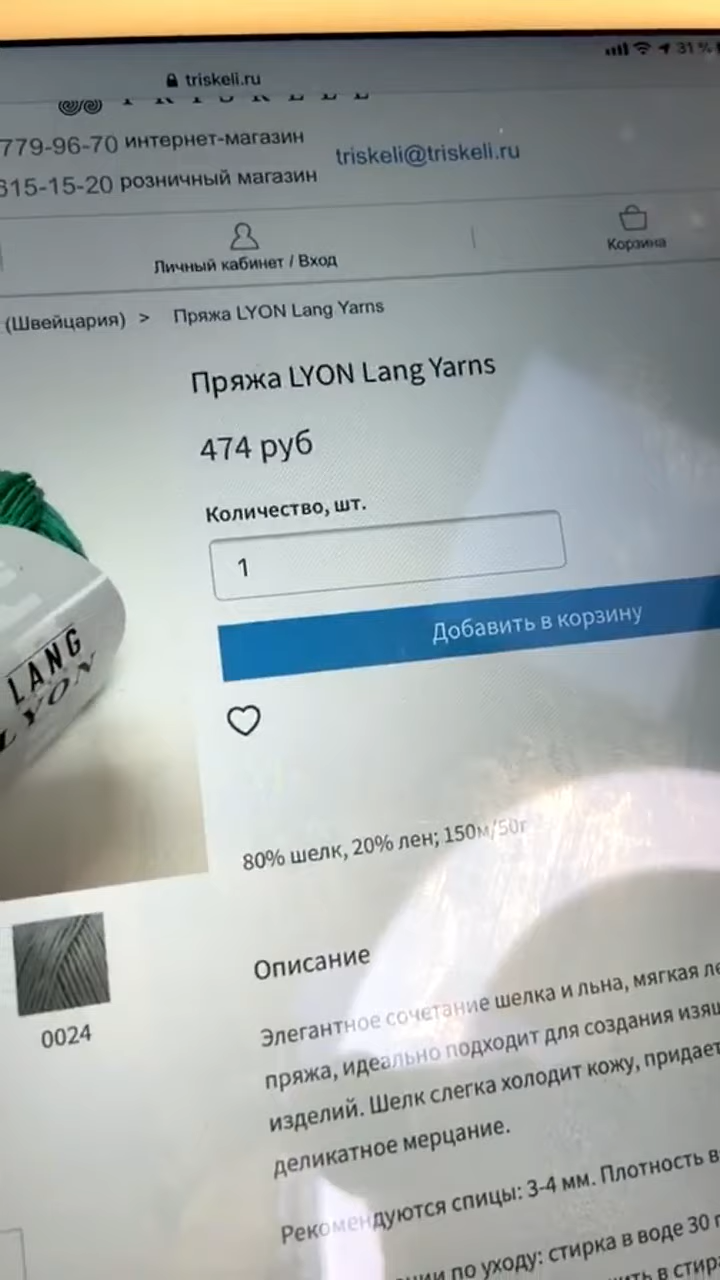 31 %
triskeli.ru
779-96-70 интернет-магазин
triskeli@triskeli.ru
615-15-20 розничный магазин
Личный кабинет / Вход
Корзина
(Швейцария) > Пряжа LYON Lang Yarns
Пряжа LYON Lang Yarns
474 руб
Количество, шт.
1
Добавить в корзину
LANG
LYON
80% шелк, 20% лен; 150м/50г
0024
Описание
Элегантное сочетание шелка и льна, мягкая
пряжа, идеально подходит для создания
изделий. Шелк слегка холодит кожу, придает
деликатное мерцание.
Рекомендуются спицы: 3-4 мм. Плотность
по уходу: стирка в воде 30